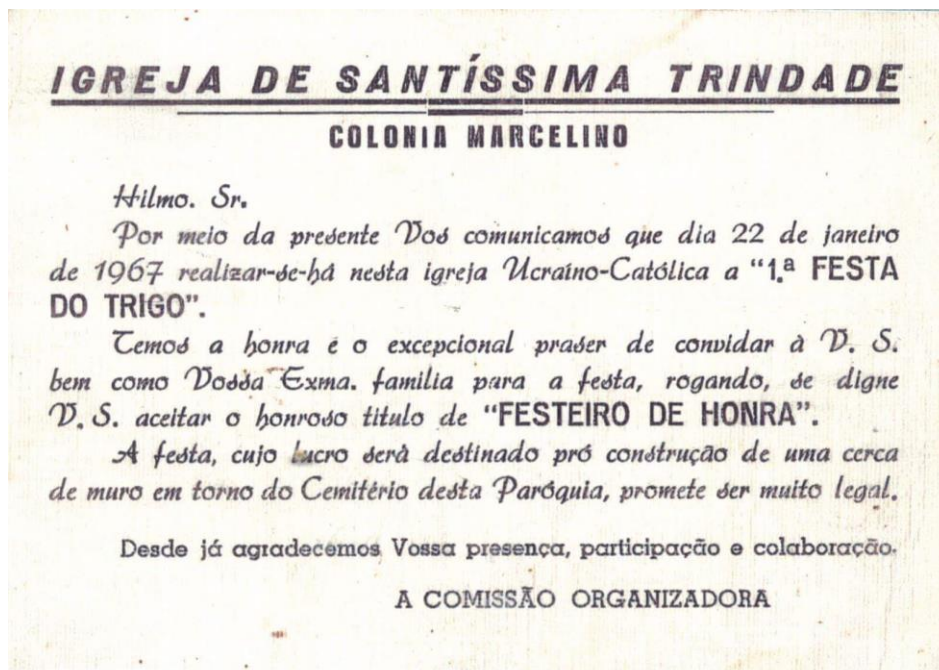 IGREJA DE SANTÍSSIMA TRINDADE
COLONIA MARCELINO
Hilmo. Sr.
Por meio da presente Vos comunicamos que dia 22 de janeiro
de 1967 realizar-se-há nesta igreja Ucraíno-Católica a "1.ª FESTA
DO TRIGO".
Temos a honra e o excepcional praser de convidar à V. S.
bem como Vossa Exma. familia para a festa, rogando, se digne
V. S. aceitar o honroso titulo de "FESTEIRO DE HONRA".
A festa, cujo lucro serà destinado pró construção de uma cerca
de muro em torno do Cemitério desta Paróquia, promete ser muito legal.
Desde já agradecemos Vossa presença, participação e colaboração.
A COMISSÃO ORGANIZADORA